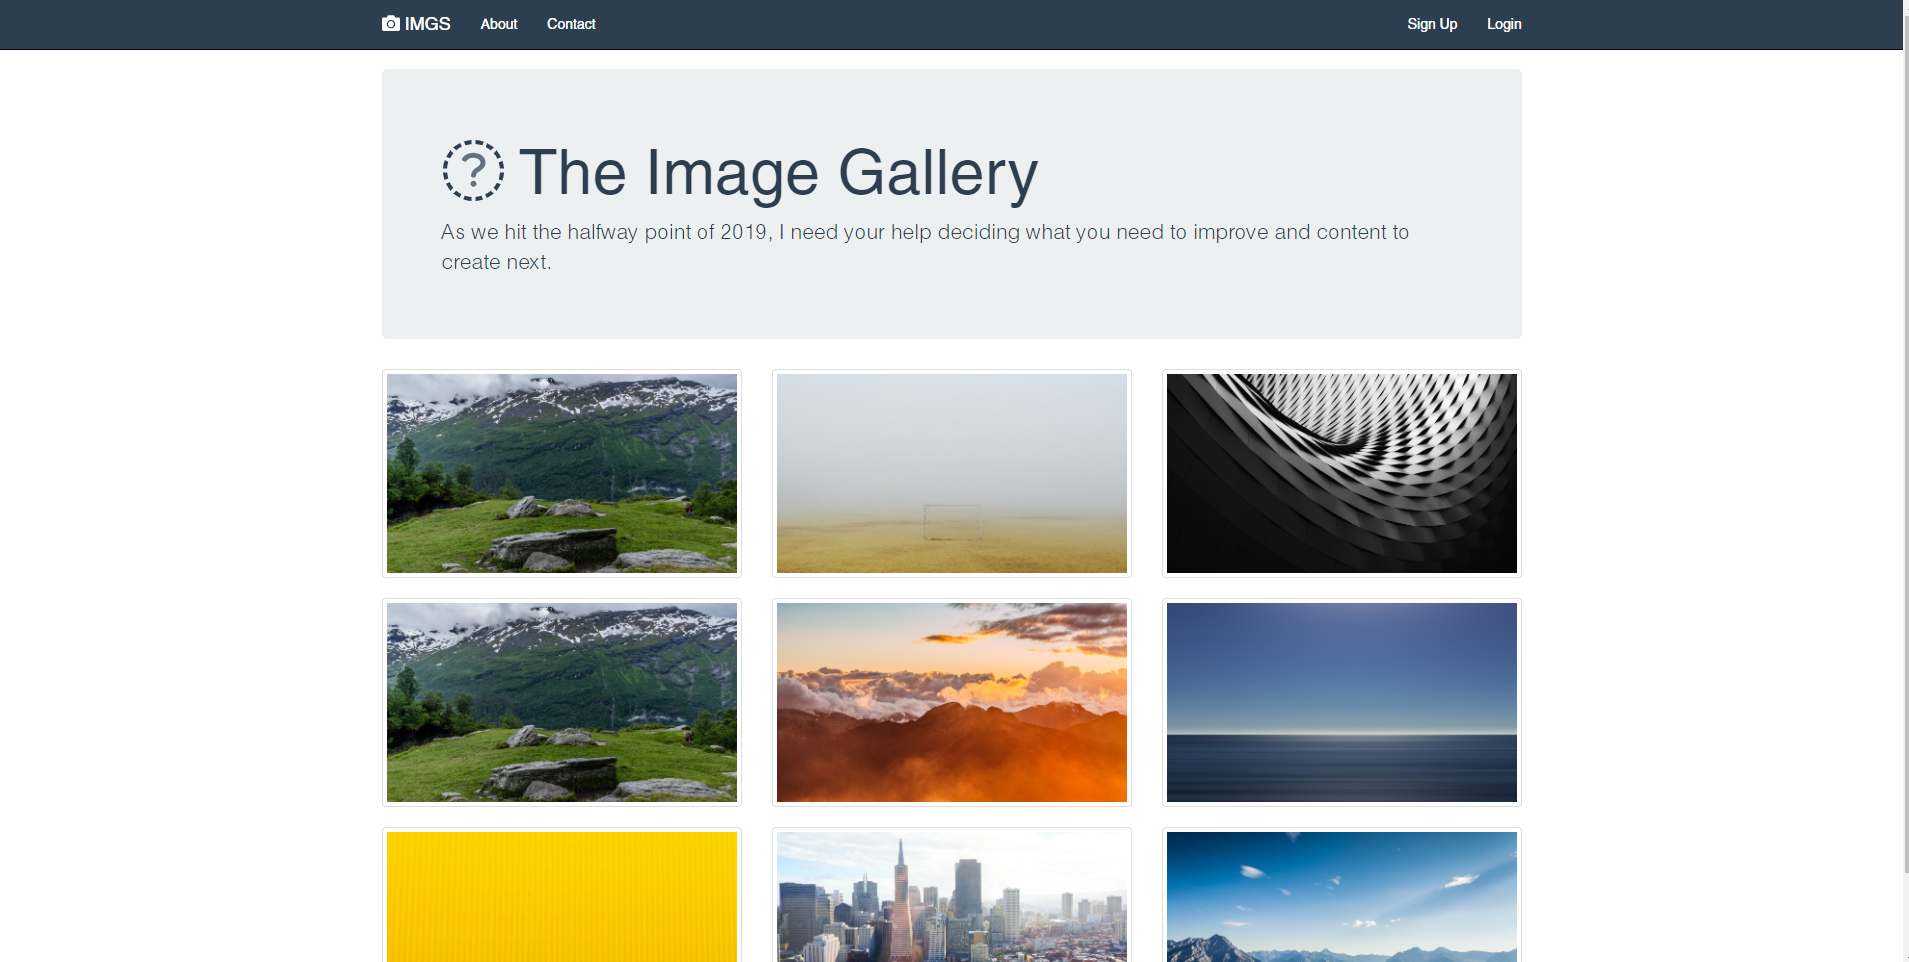 IMGS About Contact Sign Up Login
? The Image Gallery
As we hit the halfway point of 2019, I need your help deciding what you need to improve and content to
create next.